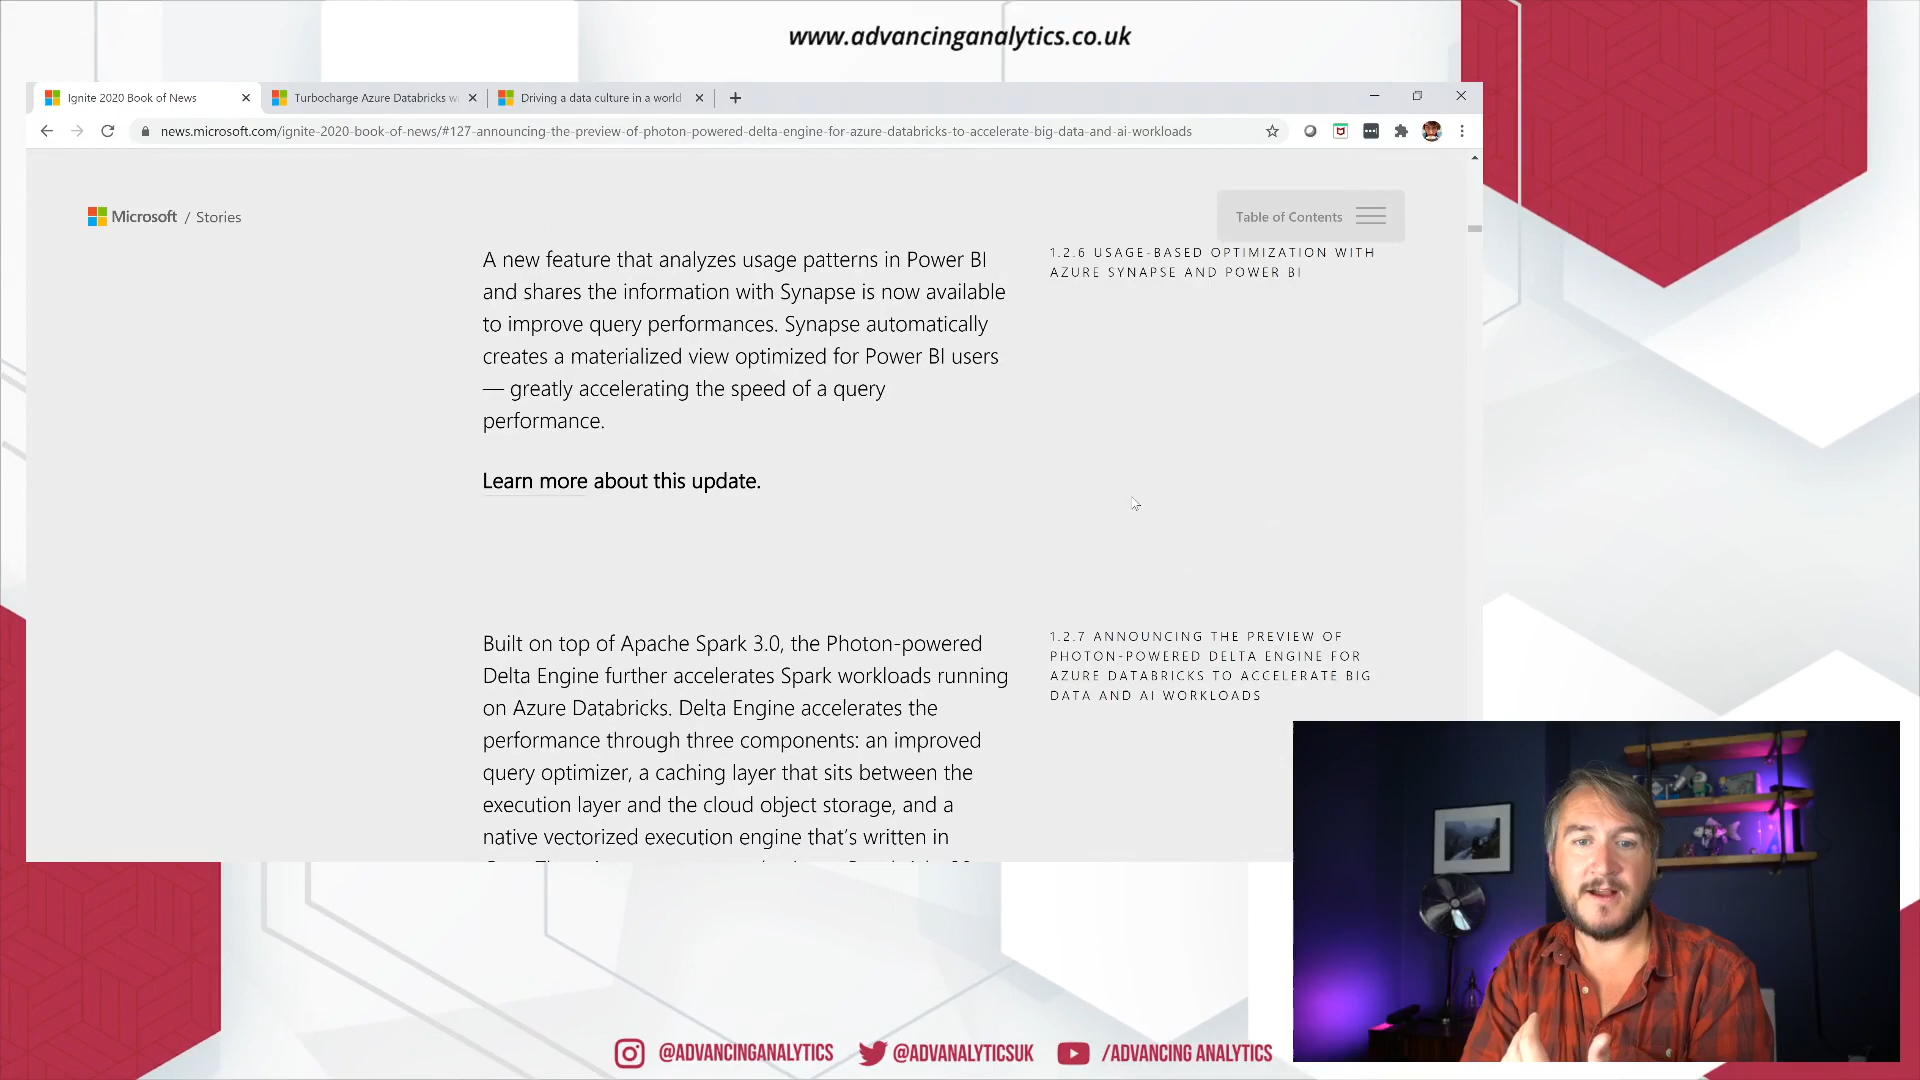 www.advancinganalytics.co.uk
Ignite 2020 Book of News
Turbocharge Azure Databricks w
Driving a data culture in a world
news.microsoft.com/ignite-2020-book-of-news/#127-announcing-the-preview-of-photon-powered-delta-engine-for-azure-databricks-to-accelerate-big-data-and-ai-workloads
Microsoft / Stories
Table of Contents
A new feature that analyzes usage patterns in Power BI
and shares the information with Synapse is now available
to improve query performances. Synapse automatically
creates a materialized view optimized for Power BI users
— greatly accelerating the speed of a query
performance.
Learn more about this update.
1.2.6 USAGE-BASED OPTIMIZATION WITH
AZURE SYNAPSE AND POWER BI
Built on top of Apache Spark 3.0, the Photon-powered
Delta Engine further accelerates Spark workloads running
on Azure Databricks. Delta Engine accelerates the
performance through three components: an improved
query optimizer, a caching layer that sits between the
execution layer and the cloud object storage, and a
native vectorized execution engine that’s written in
1.2.7 ANNOUNCING THE PREVIEW OF
PHOTON-POWERED DELTA ENGINE FOR
AZURE DATABRICKS TO ACCELERATE BIG
DATA AND AI WORKLOADS
@ADVANCINGANALYTICS
@ADVANALYTICSUK
/ADVANCING ANALYTICS